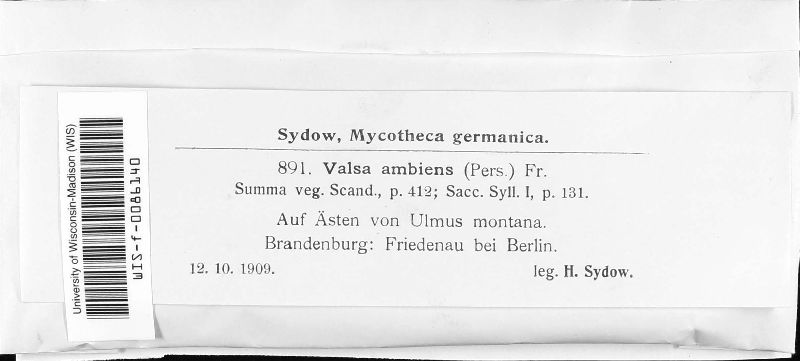 Sydow, Mycotheca germanica.
891. Valsa ambiens (Pers.) Fr.
Summa veg. Scand., p. 412; Sacc. Syll. I, p. 131.
Auf Ästen von Ulmus montana.
Brandenburg: Friedenau bei Berlin.
12. 10. 1909. leg. H. Sydow.
University of Wisconsin-Madison (WIS)
WIS-f-0086140